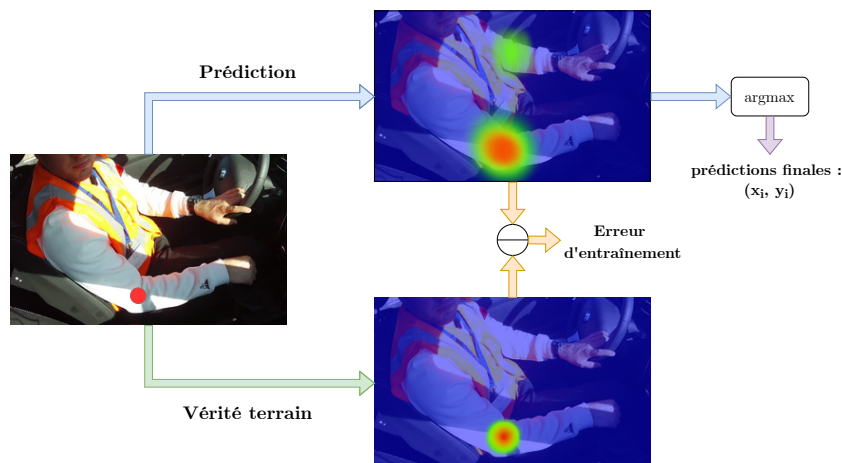 Prédiction
argmax
prédictions finales :
(xᵢ, yᵢ)
Erreur
d'entraînement
Vérité terrain